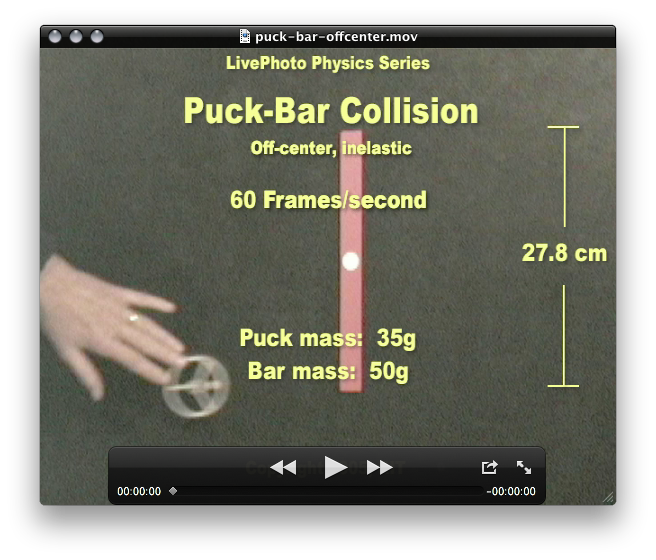 puck-bar-offcenter.mov
LivePhoto Physics Series
Puck-Bar Collision
Off-center, inelastic
60 Frames/second
27.8 cm
Puck mass: 35g
Bar mass: 50g
00:00:00
-00:00:00